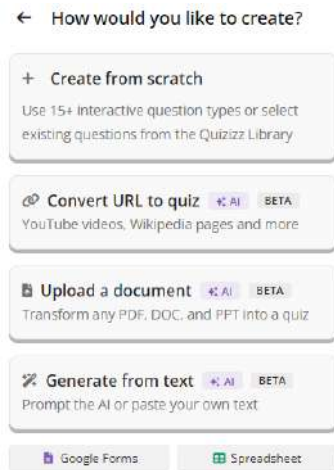 ← How would you like to create?
+ Create from scratch
Use 15+ interactive question types or select
existing questions from the Quizizz Library
Convert URL to quiz AI BETA
YouTube videos, Wikipedia pages and more
Upload a document AI BETA
Transform any PDF, DOC, and PPT into a quiz
Generate from text AI BETA
Prompt the AI or paste your own text
Google Forms Spreadsheet